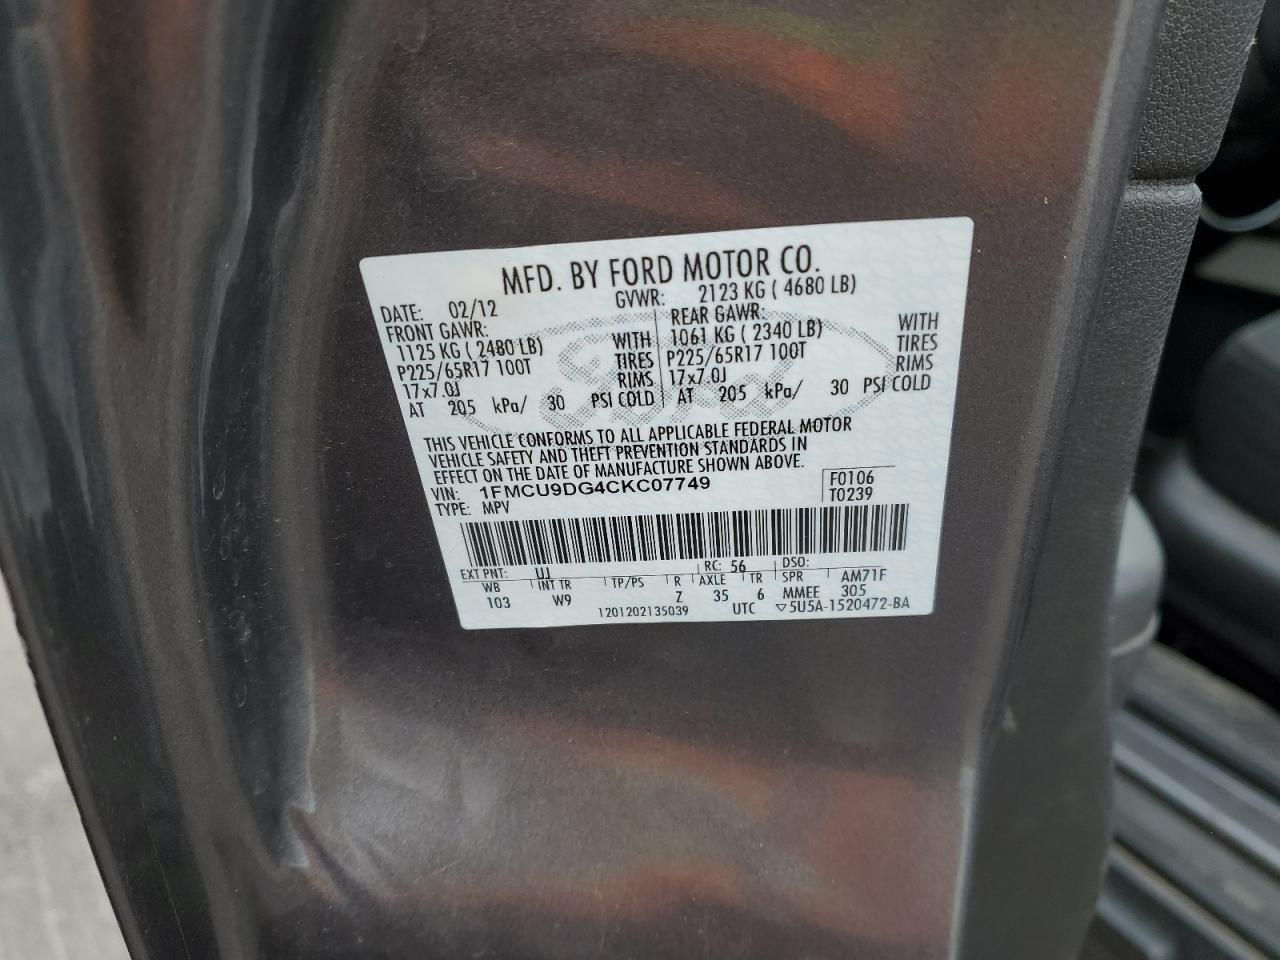 MFD. BY FORD MOTOR CO.
DATE: 02/12 GVWR: 2123 KG ( 4680 LB)
FRONT GAWR: REAR GAWR:
1125 KG ( 2480 LB) WITH 1061 KG ( 2340 LB) WITH
P225/65R17 100T TIRES P225/65R17 100T TIRES
17x7.0J RIMS 17x7.0J RIMS
AT 205 kPa/ 30 PSI COLD AT 205 kPa/ 30 PSI COLD
THIS VEHICLE CONFORMS TO ALL APPLICABLE FEDERAL MOTOR
VEHICLE SAFETY AND THEFT PREVENTION STANDARDS IN
EFFECT ON THE DATE OF MANUFACTURE SHOWN ABOVE.
VIN: 1FMCU9DG4CKC07749 F0106
TYPE: MPV T0239
EXT PNT: UJ RC: 56 DSO:
WB INT TR TP/PS R AXLE TR SPR AM71F
103 W9 Z 35 6 MMEE 305
1201202135039 UTC ▽5U5A-1520472-BA
Ford